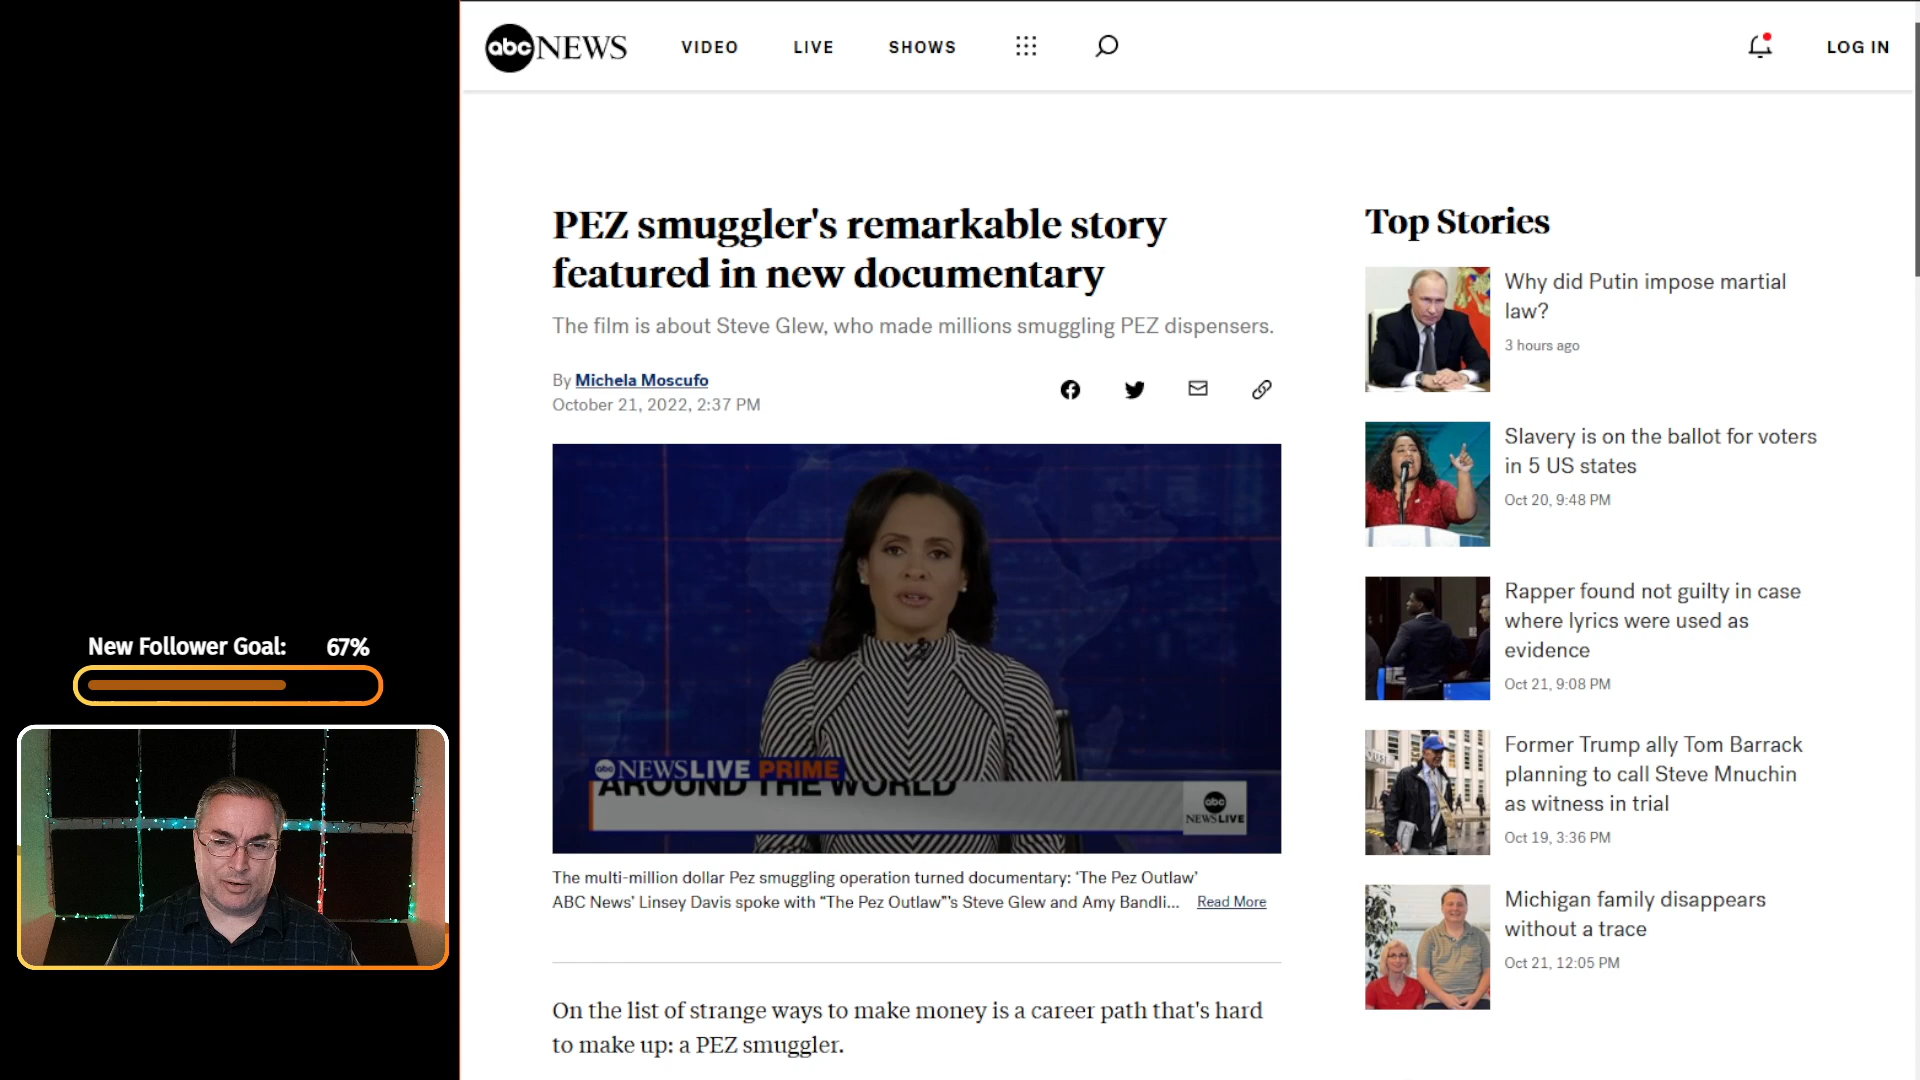 abc NEWS
VIDEO
LIVE
SHOWS
LOG IN
PEZ smuggler's remarkable story
featured in new documentary
The film is about Steve Glew, who made millions smuggling PEZ dispensers.
By Michela Moscufo
October 21, 2022, 2:37 PM
abc NEWSLIVE PRIME
AROUND THE WORLD
abc
NEWSLIVE
The multi-million dollar Pez smuggling operation turned documentary: 'The Pez Outlaw'
ABC News' Linsey Davis spoke with “The Pez Outlaw”'s Steve Glew and Amy Bandli... Read More
On the list of strange ways to make money is a career path that's hard
to make up: a PEZ smuggler.
Top Stories
Why did Putin impose martial
law?
3 hours ago
Slavery is on the ballot for voters
in 5 US states
Oct 20, 9:48 PM
Rapper found not guilty in case
where lyrics were used as
evidence
Oct 21, 9:08 PM
Former Trump ally Tom Barrack
planning to call Steve Mnuchin
as witness in trial
Oct 19, 3:36 PM
Michigan family disappears
without a trace
Oct 21, 12:05 PM
New Follower Goal: 67%